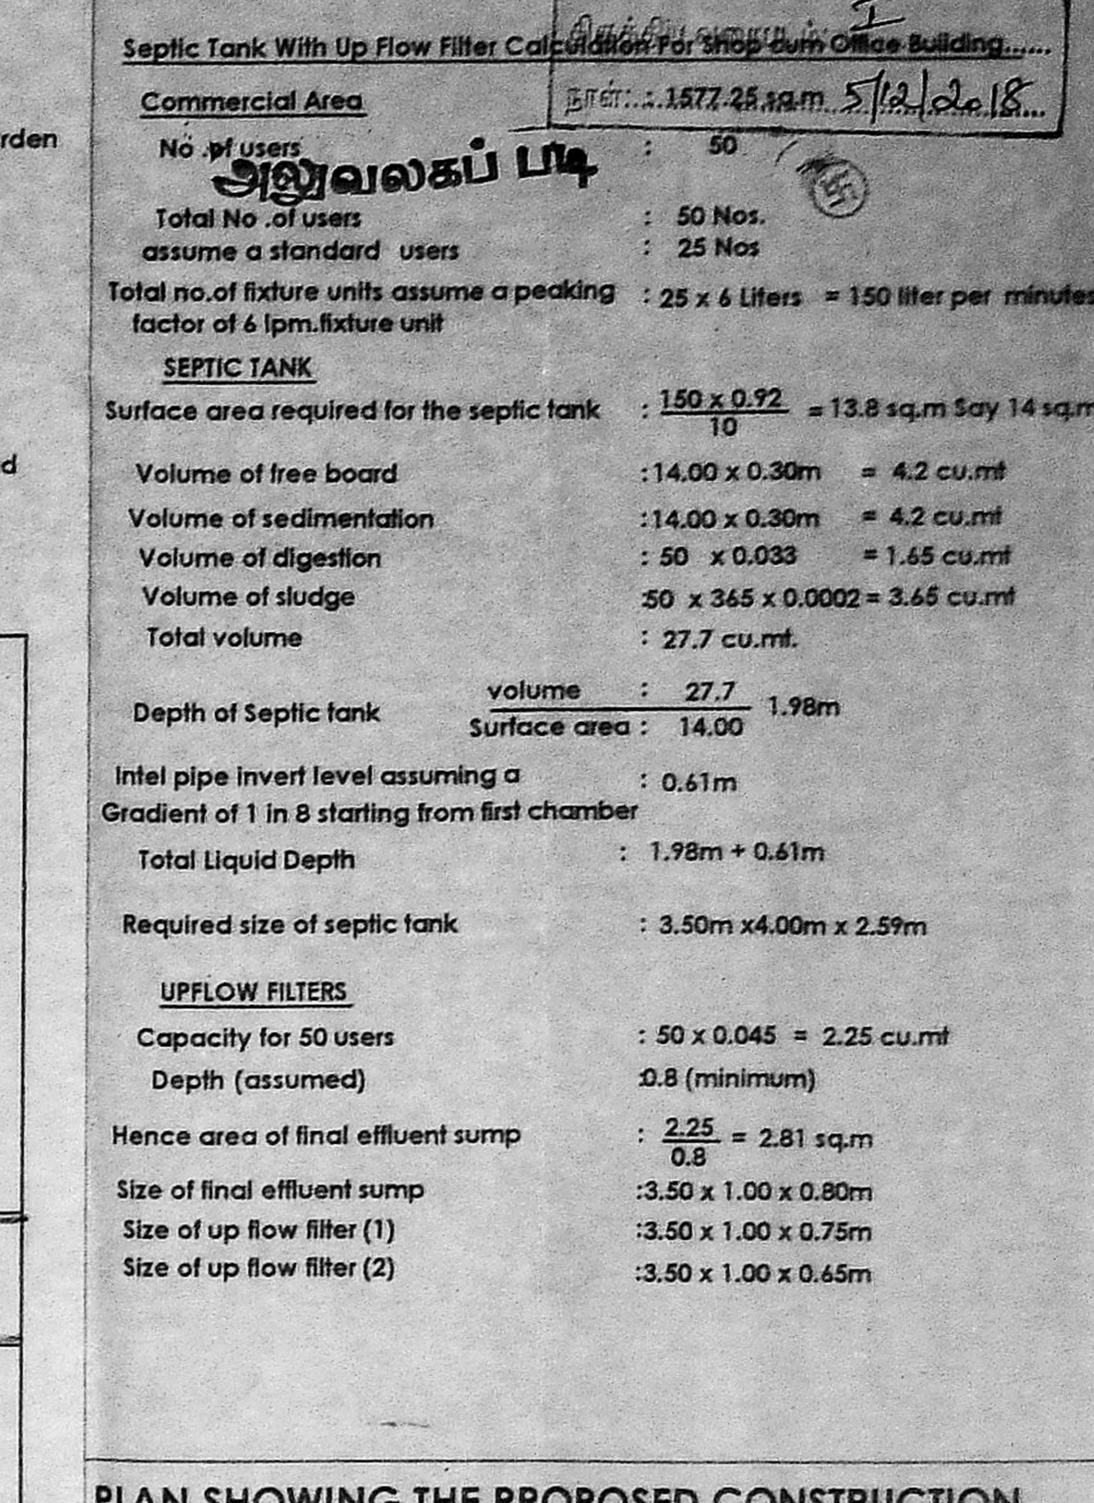 Septic Tank With Up Flow Filter Calculation For Shop cum Office Building......
Commercial Area : 1577.25 sq.m
நாள்: 5/12/2018
rden
No .of users : 50
அலுவலகப் படி
Total No .of users : 50 Nos.
assume a standard users : 25 Nos
Total no.of fixture units assume a peaking : 25 x 6 Liters = 150 liter per minutes
factor of 6 lpm.fixture unit
SEPTIC TANK
Surface area required for the septic tank : 150 x 0.92 / 10 = 13.8 sq.m Say 14 sq.m
d
Volume of free board :14.00 x 0.30m = 4.2 cu.mt
Volume of sedimentation :14.00 x 0.30m = 4.2 cu.mt
Volume of digestion : 50 x 0.033 = 1.65 cu.mt
Volume of sludge :50 x 365 x 0.0002 = 3.65 cu.mt
Total volume : 27.7 cu.mt.
Depth of Septic tank volume : 27.7 1.98m
Surface area : 14.00
Intel pipe invert level assuming a : 0.61m
Gradient of 1 in 8 starting from first chamber
Total Liquid Depth : 1.98m + 0.61m
Required size of septic tank : 3.50m x4.00m x 2.59m
UPFLOW FILTERS
Capacity for 50 users : 50 x 0.045 = 2.25 cu.mt
Depth (assumed) :0.8 (minimum)
Hence area of final effluent sump : 2.25 / 0.8 = 2.81 sq.m
Size of final effluent sump :3.50 x 1.00 x 0.80m
Size of up flow filter (1) :3.50 x 1.00 x 0.75m
Size of up flow filter (2) :3.50 x 1.00 x 0.65m
PLAN SHOWING THE PROPOSED CONSTRUCTION